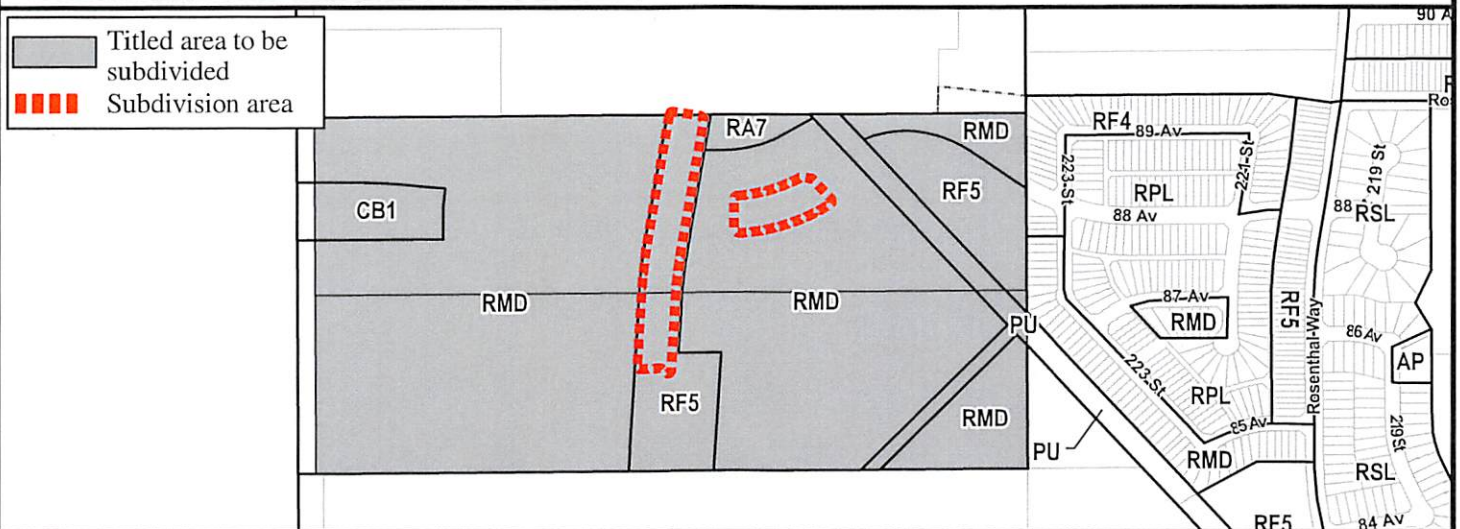 Titled area to be
subdivided
Subdivision area
90 A
RA7
RMD
RF4
89 Av
223 St
221 St
219 St
RF5
RPL
88
RSL
CB1
88 Av
RMD
RMD
87 Av
RMD
RF5
Rosenthal Way
PU
86 Av
AP
223 St
RF5
RPL
RMD
85 Av
219 St
PU
RMD
RSL
RF5
84 Av